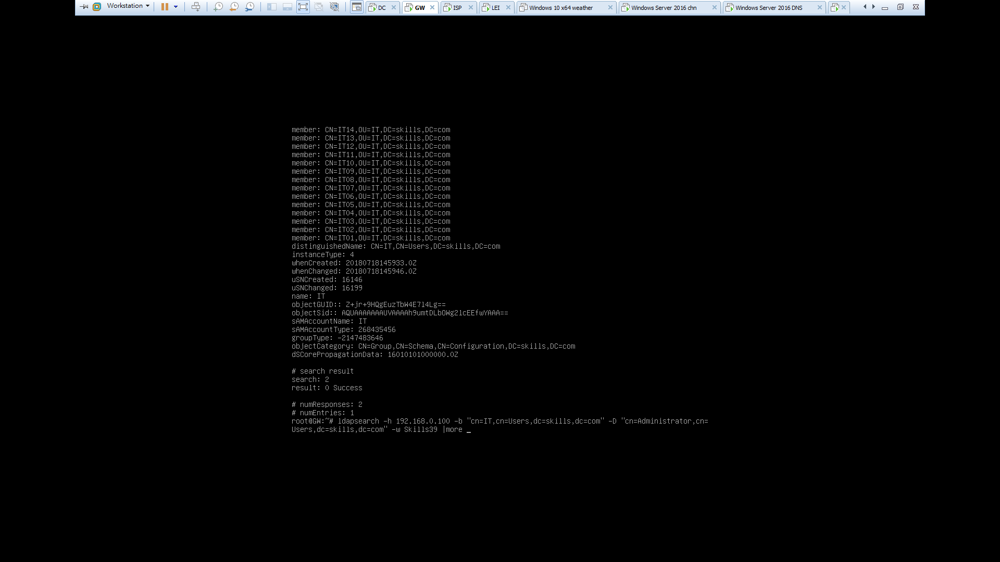 Workstation
DC
GW
ISP
LEI
Windows 10 x64 weather
Windows Server 2016 chn
Windows Server 2016 DNS
member: CN=IT14,OU=IT,DC=skills,DC=com
member: CN=IT13,OU=IT,DC=skills,DC=com
member: CN=IT12,OU=IT,DC=skills,DC=com
member: CN=IT11,OU=IT,DC=skills,DC=com
member: CN=IT10,OU=IT,DC=skills,DC=com
member: CN=IT09,OU=IT,DC=skills,DC=com
member: CN=IT08,OU=IT,DC=skills,DC=com
member: CN=IT07,OU=IT,DC=skills,DC=com
member: CN=IT06,OU=IT,DC=skills,DC=com
member: CN=IT05,OU=IT,DC=skills,DC=com
member: CN=IT04,OU=IT,DC=skills,DC=com
member: CN=IT03,OU=IT,DC=skills,DC=com
member: CN=IT02,OU=IT,DC=skills,DC=com
member: CN=IT01,OU=IT,DC=skills,DC=com
distinguishedName: CN=IT,CN=Users,DC=skills,DC=com
instanceType: 4
whenCreated: 20180718145933.0Z
whenChanged: 20180718145946.0Z
uSNCreated: 16146
uSNChanged: 16199
name: IT
objectGUID:: Z+jr+9HQgEuzTbW4E7l4Lg==
objectSid:: AQUAAAAAAAUVAAAAh9umtDLbOWg2lcEEfwYAAA==
sAMAccountName: IT
sAMAccountType: 268435456
groupType: -2147483646
objectCategory: CN=Group,CN=Schema,CN=Configuration,DC=skills,DC=com
dSCorePropagationData: 16010101000000.0Z
# search result
search: 2
result: 0 Success
# numResponses: 2
# numEntries: 1
root@GW:~# ldapsearch -h 192.168.0.100 -b "cn=IT,cn=Users,dc=skills,dc=com" -D "cn=Administrator,cn=
Users,dc=skills,dc=com" -w Skills39 |more _